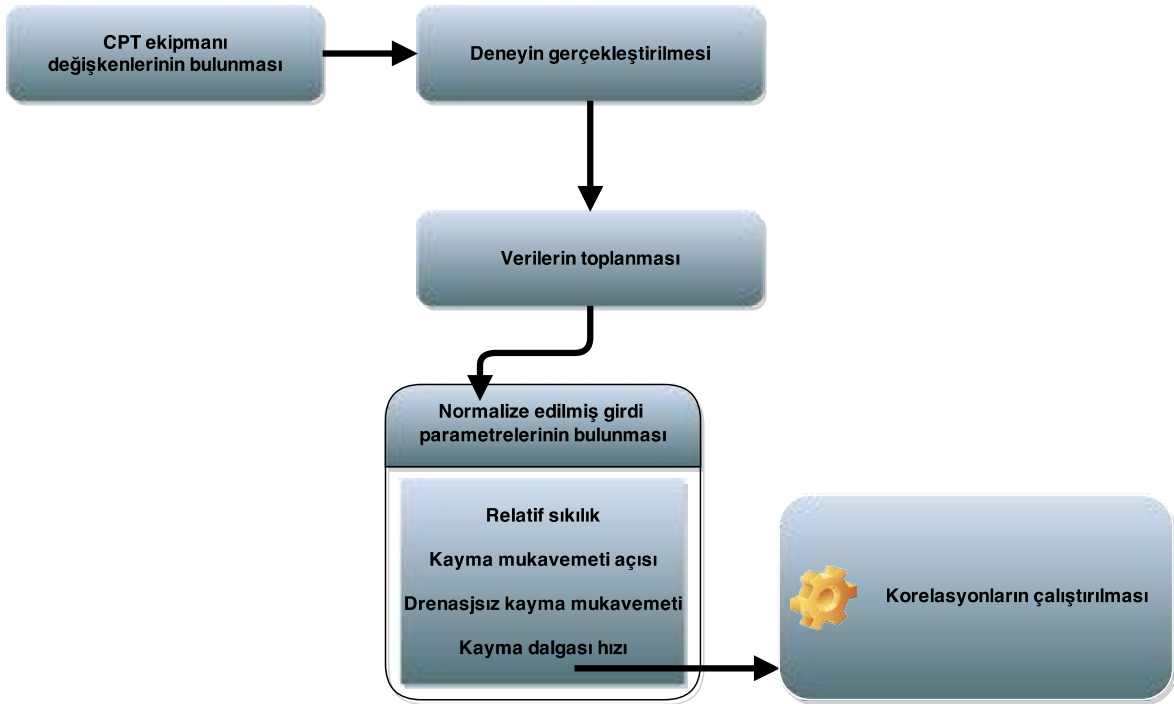 CPT ekipmanı
değişkenlerinin bulunması
Deneyin gerçekleştirilmesi
Verilerin toplanması
Normalize edilmiş girdi
parametrelerinin bulunması
Relatif sıkılık
Kayma mukavemeti açısı
Drenasjsız kayma mukavemeti
Kayma dalgası hızı
Korelasyonların çalıştırılması